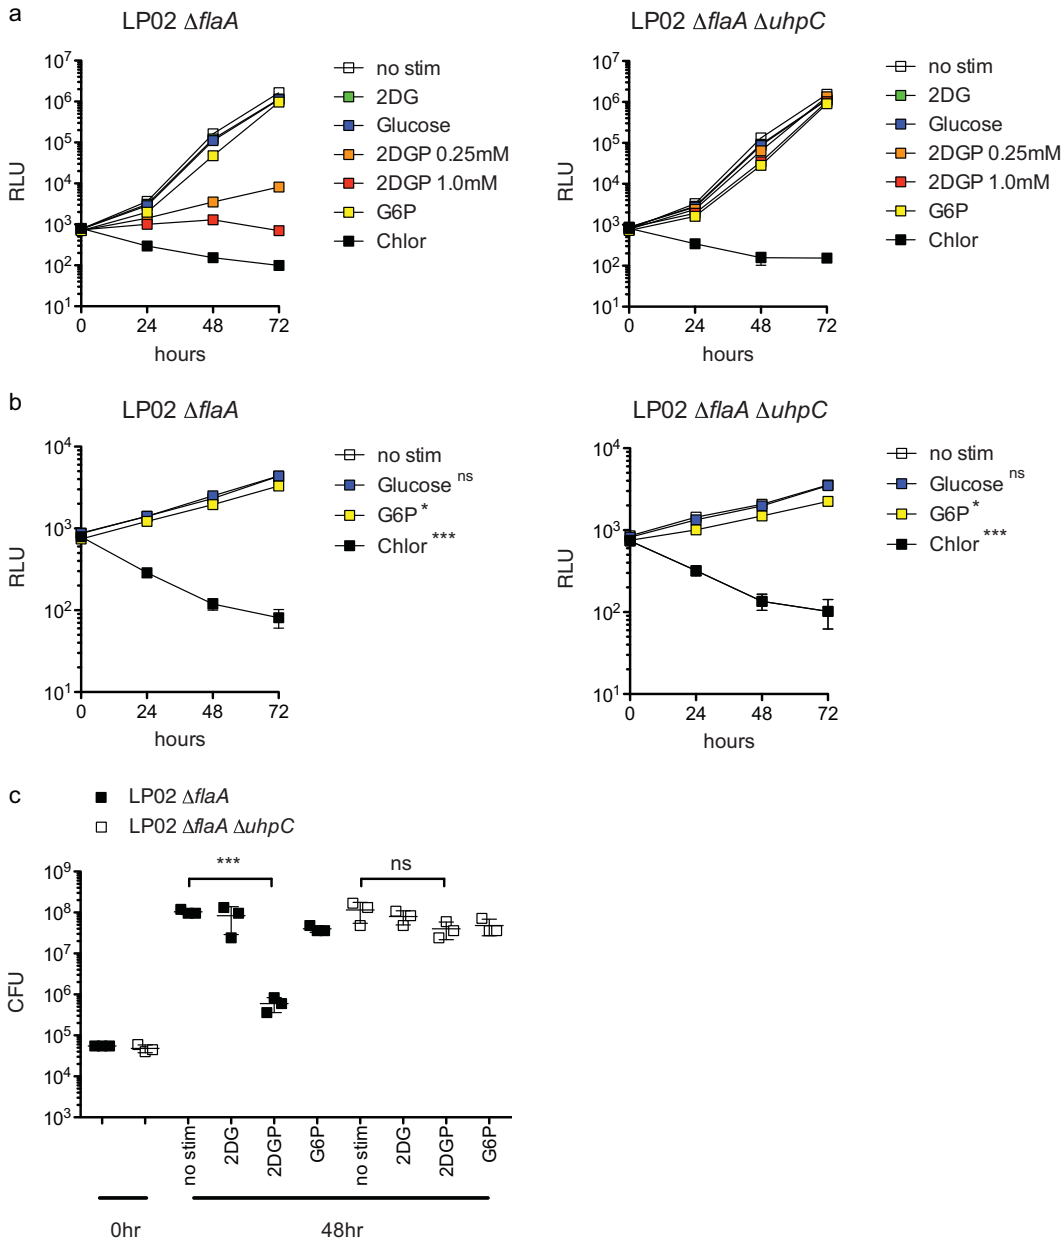 a
LP02 ΔflaA
LP02 ΔflaA ΔuhpC
10^7
10^6
10^5
10^4
10^3
10^2
10^1
RLU
0 24 48 72
hours
no stim
2DG
Glucose
2DGP 0.25mM
2DGP 1.0mM
G6P
Chlor
10^7
10^6
10^5
10^4
10^3
10^2
10^1
RLU
0 24 48 72
hours
no stim
2DG
Glucose
2DGP 0.25mM
2DGP 1.0mM
G6P
Chlor
b
LP02 ΔflaA
LP02 ΔflaA ΔuhpC
10^4
10^3
10^2
10^1
RLU
0 24 48 72
hours
no stim
Glucose ns
G6P *
Chlor ***
10^4
10^3
10^2
10^1
RLU
0 24 48 72
hours
no stim
Glucose ns
G6P *
Chlor ***
c
LP02 ΔflaA
LP02 ΔflaA ΔuhpC
10^9
10^8
10^7
10^6
10^5
10^4
10^3
CFU
*** ns
no stim 2DG 2DGP G6P no stim 2DG 2DGP G6P
0hr 48hr